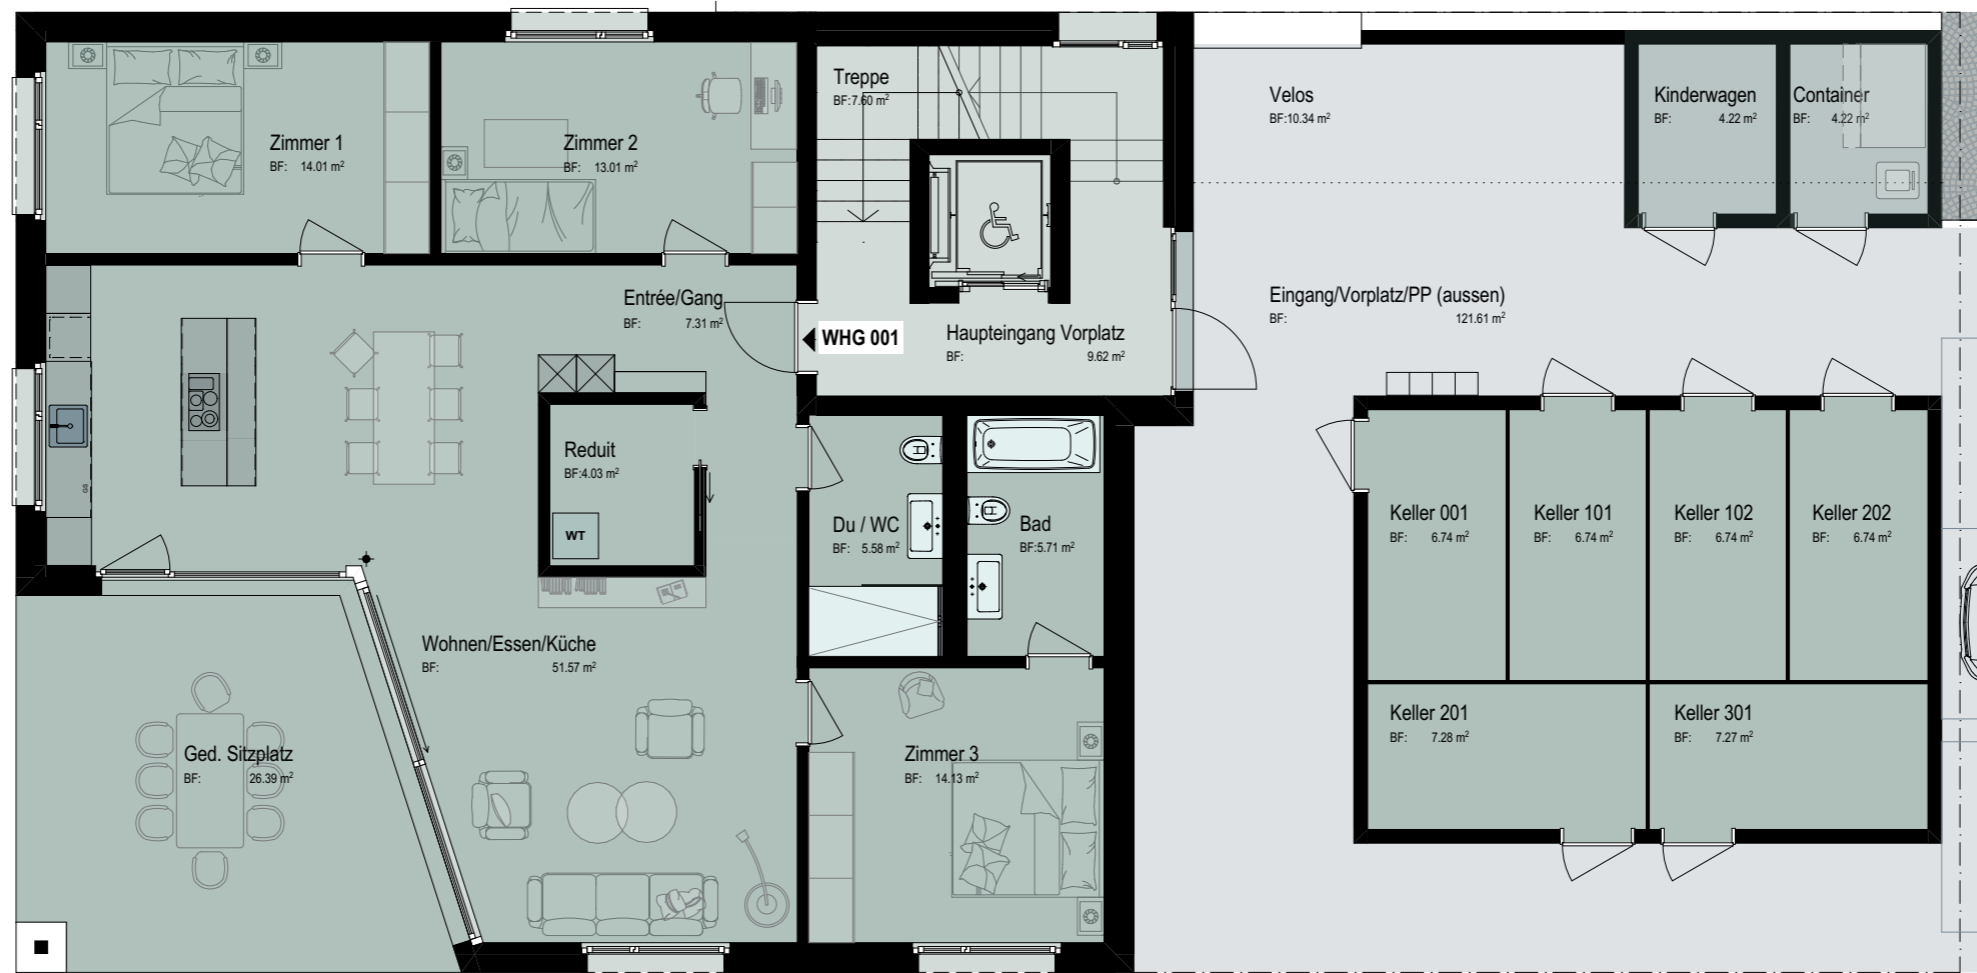 Zimmer 1
BF: 14.01 m²
Zimmer 2
BF: 13.01 m²
Treppe
BF:7.60 m²
Velos
BF:10.34 m²
Kinderwagen
BF: 4.22 m²
Container
BF: 4.22 m²
Entrée/Gang
BF: 7.31 m²
WHG 001
Haupteingang Vorplatz
BF: 9.62 m²
Eingang/Vorplatz/PP (aussen)
BF: 121.61 m²
GS
Reduit
BF:4.03 m²
WT
Du / WC
BF: 5.58 m²
Bad
BF:5.71 m²
Keller 001
BF: 6.74 m²
Keller 101
BF: 6.74 m²
Keller 102
BF: 6.74 m²
Keller 202
BF: 6.74 m²
Wohnen/Essen/Küche
BF: 51.57 m²
Ged. Sitzplatz
BF: 26.39 m²
Zimmer 3
BF: 14.13 m²
Keller 201
BF: 7.28 m²
Keller 301
BF: 7.27 m²